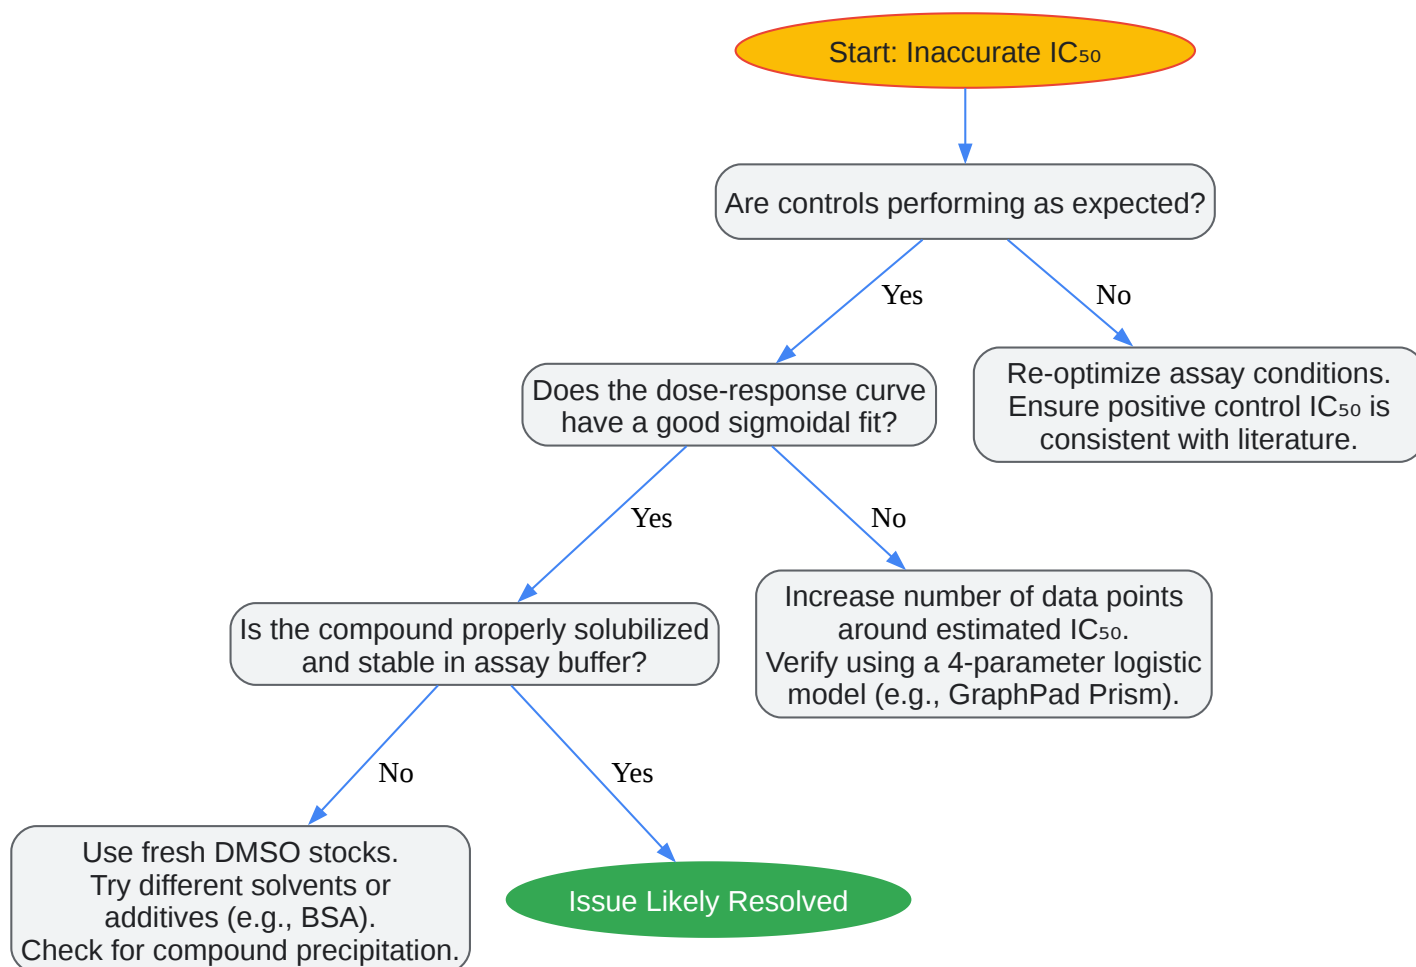 Start: Inaccurate IC₅₀
Are controls performing as expected?
Yes
No
Does the dose-response curve
have a good sigmoidal fit?
Re-optimize assay conditions.
Ensure positive control IC₅₀ is
consistent with literature.
Yes
No
Is the compound properly solubilized
and stable in assay buffer?
Increase number of data points
around estimated IC₅₀.
Verify using a 4-parameter logistic
model (e.g., GraphPad Prism).
No
Yes
Use fresh DMSO stocks.
Try different solvents or
additives (e.g., BSA).
Check for compound precipitation.
Issue Likely Resolved